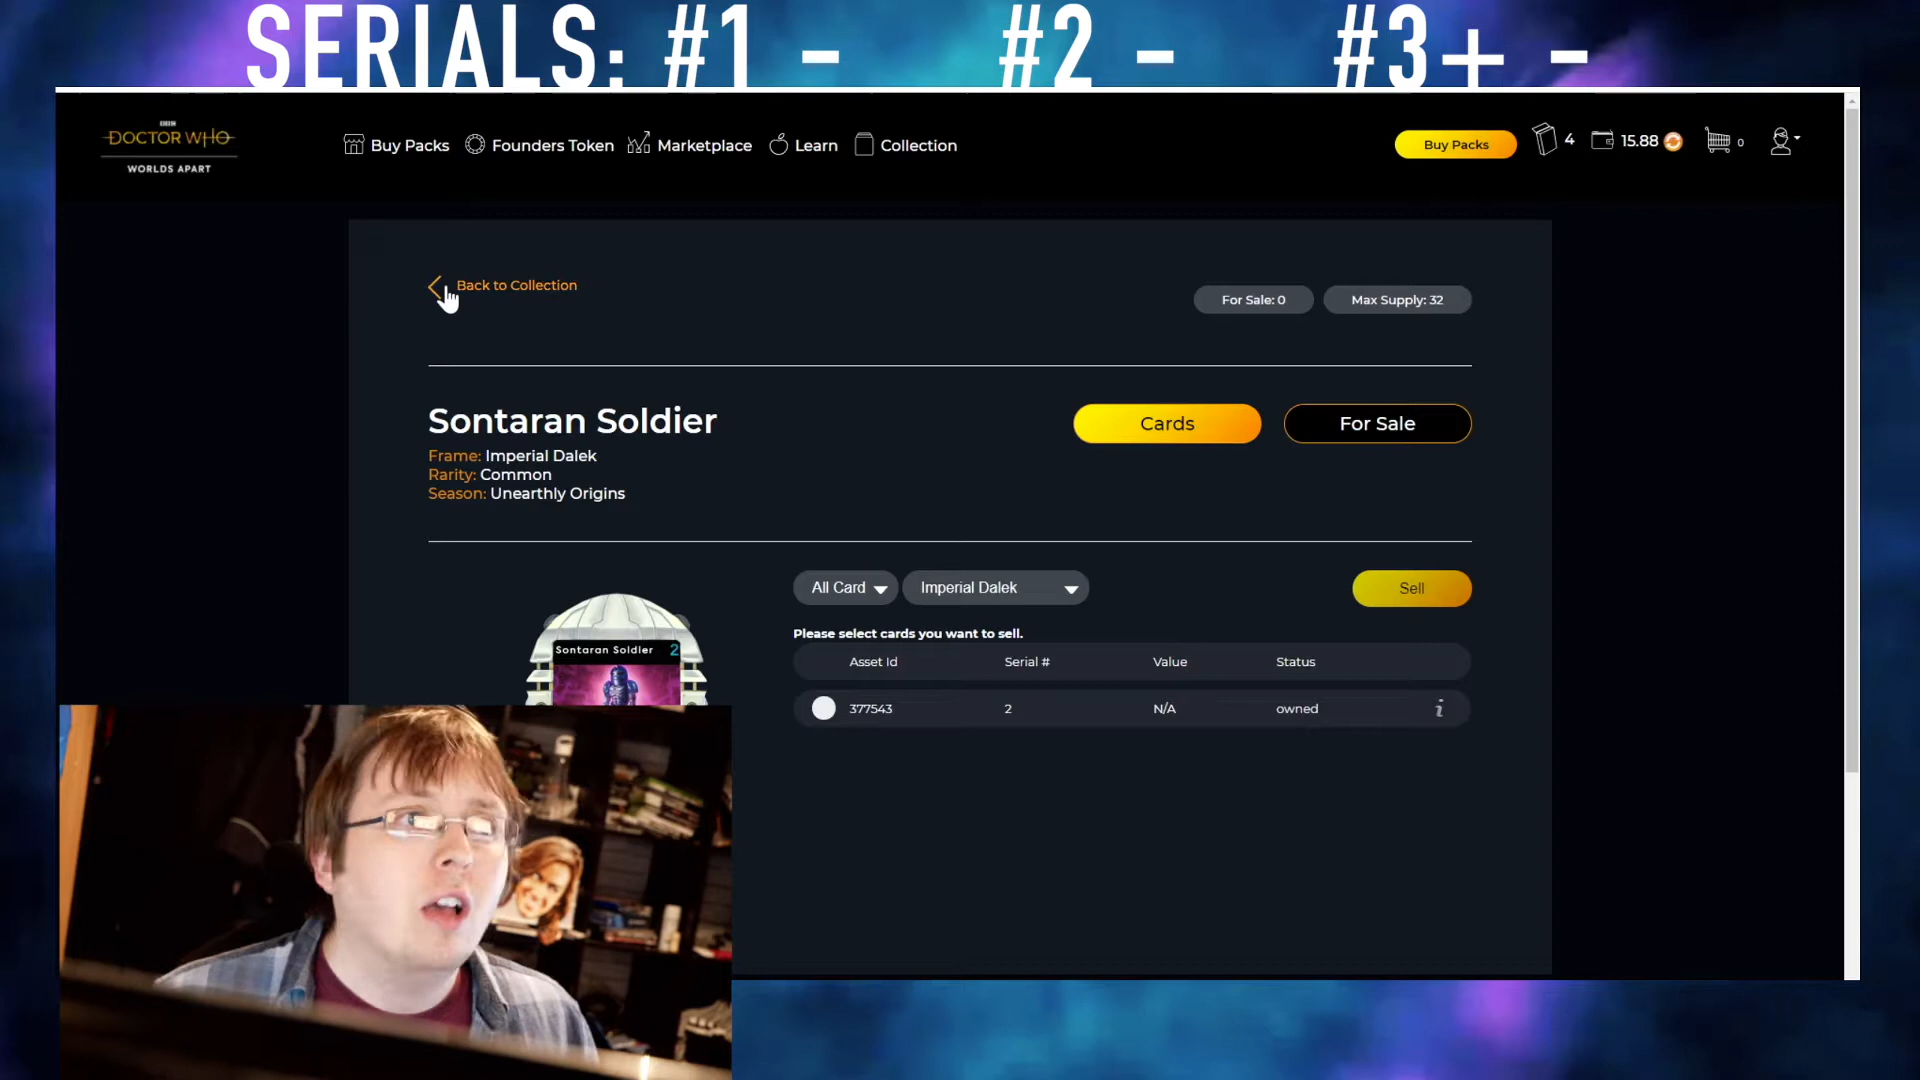 SERIALS: #1 - #2 - #3+ -
BBC
DOCTOR WHO
WORLDS APART
Buy Packs
Founders Token
Marketplace
Learn
Collection
Buy Packs
4
15.88
0
Back to Collection
For Sale: 0
Max Supply: 32
Sontaran Soldier
Cards
For Sale
Frame: Imperial Dalek
Rarity: Common
Season: Unearthly Origins
All Card
Imperial Dalek
Sell
Please select cards you want to sell.
Asset Id Serial # Value Status
377543 2 N/A owned i
Sontaran Soldier 2